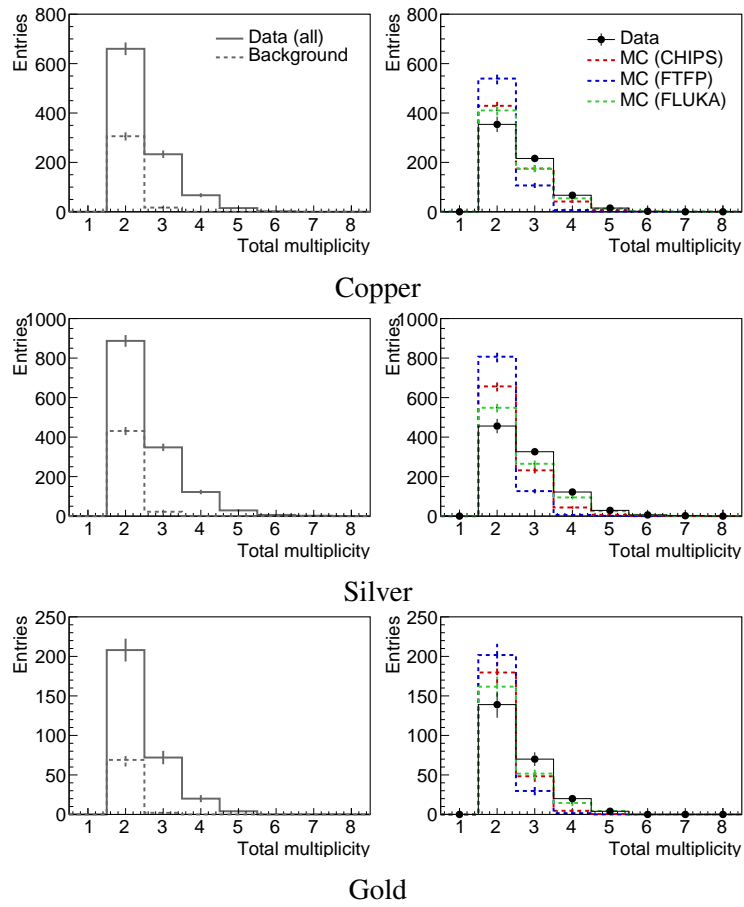 Entries
800
600
400
200
0
1 2 3 4 5 6 7 8
Total multiplicity
Data (all)
Background
Entries
800
600
400
200
0
1 2 3 4 5 6 7 8
Total multiplicity
Data
MC (CHIPS)
MC (FTFP)
MC (FLUKA)
Copper
Entries
1000
800
600
400
200
0
1 2 3 4 5 6 7 8
Total multiplicity
Entries
1000
800
600
400
200
0
1 2 3 4 5 6 7 8
Total multiplicity
Silver
Entries
250
200
150
100
50
0
1 2 3 4 5 6 7 8
Total multiplicity
Entries
250
200
150
100
50
0
1 2 3 4 5 6 7 8
Total multiplicity
Gold